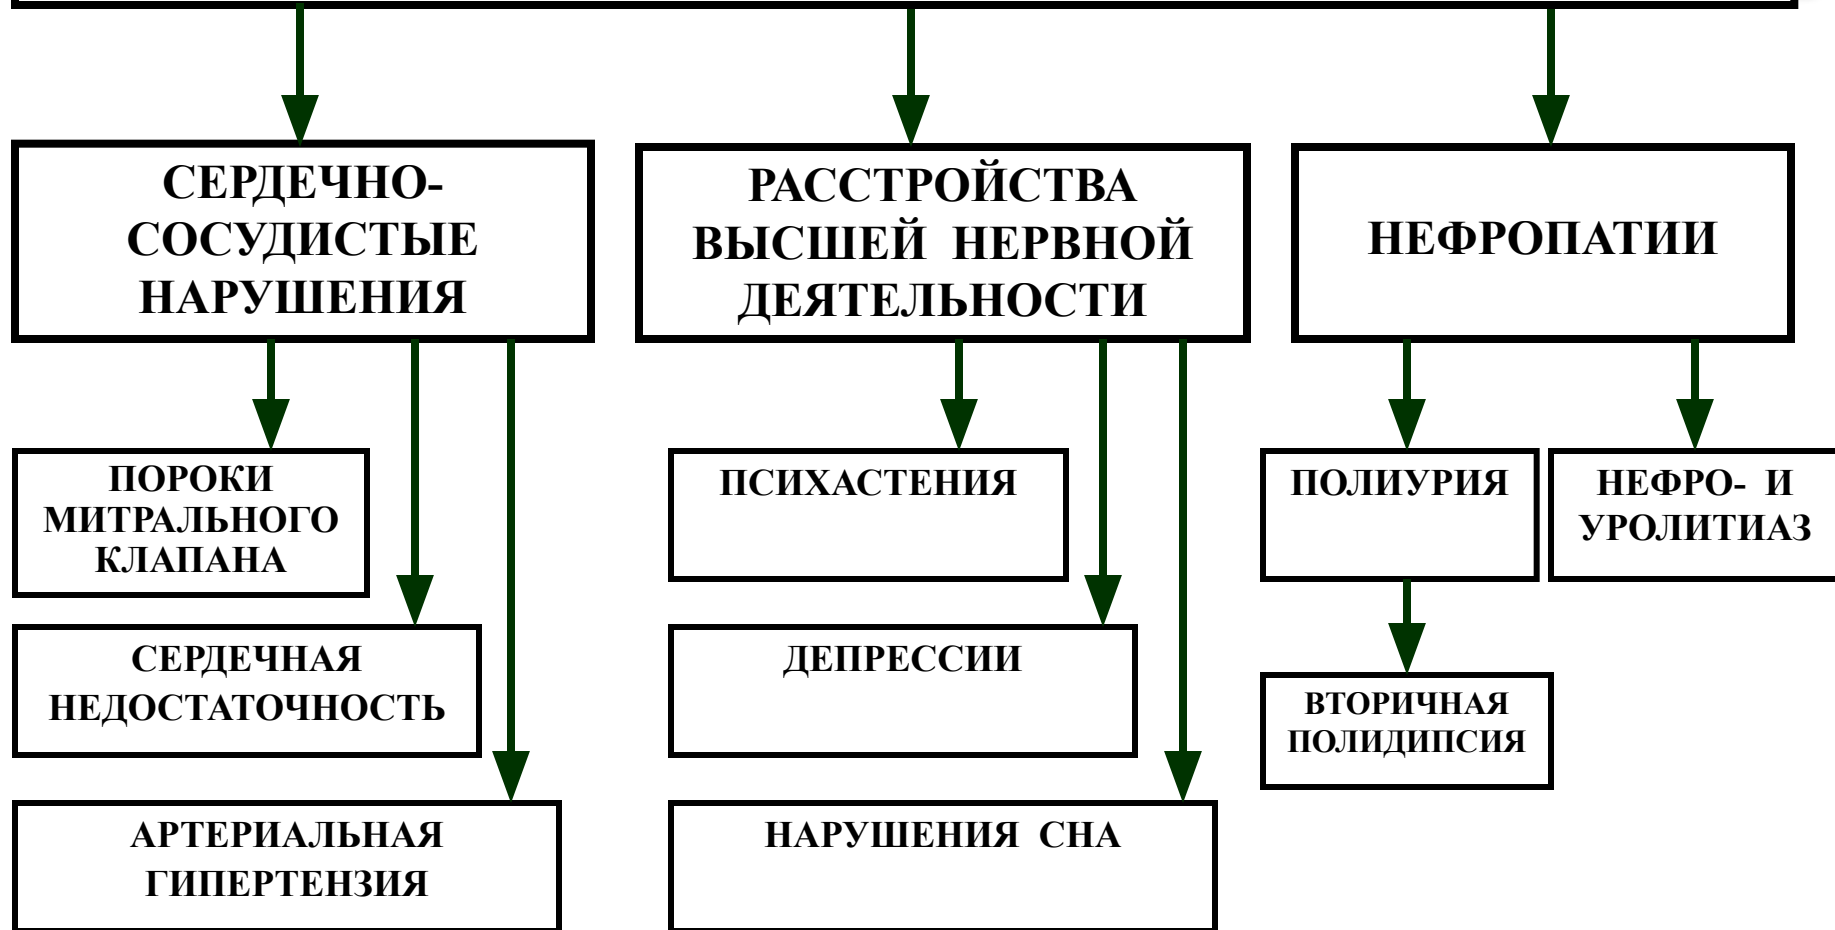 СЕРДЕЧНО-
СОСУДИСТЫЕ
НАРУШЕНИЯ
РАССТРОЙСТВА
ВЫСШЕЙ НЕРВНОЙ
ДЕЯТЕЛЬНОСТИ
НЕФРОПАТИИ
ПОРОКИ
МИТРАЛЬНОГО
КЛАПАНА
ПСИХАСТЕНИЯ
ПОЛИУРИЯ
НЕФРО- И
УРОЛИТИАЗ
СЕРДЕЧНАЯ
НЕДОСТАТОЧНОСТЬ
ДЕПРЕССИИ
ВТОРИЧНАЯ
ПОЛИДИПСИЯ
АРТЕРИАЛЬНАЯ
ГИПЕРТЕНЗИЯ
НАРУШЕНИЯ СНА